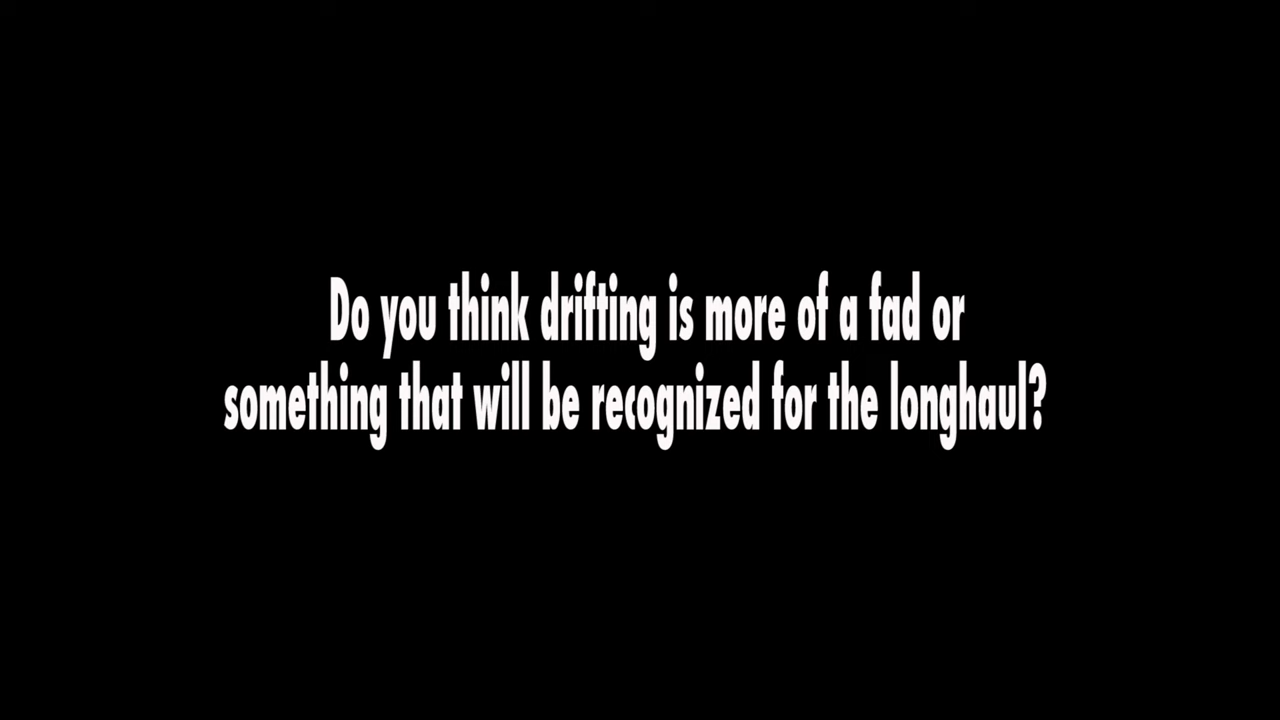 Do you think drifting is more of a fad or
something that will be recognized for the longhaul?